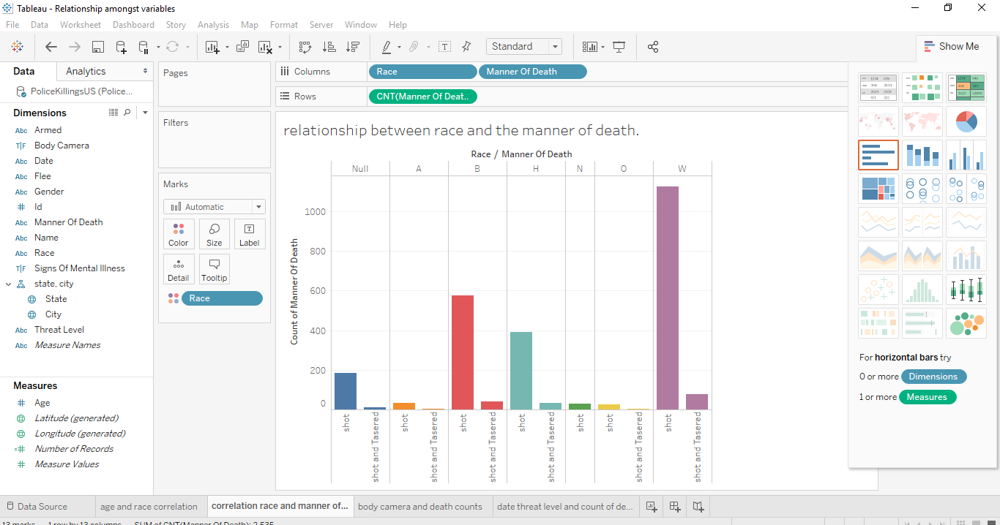 Tableau - Relationship amongst variables
File Data Worksheet Dashboard Story Analysis Map Format Server Window Help
Standard
Show Me
Data Analytics
PoliceKillingsUS (Police...
Dimensions
Abc Armed
T|F Body Camera
Abc Date
Abc Flee
Abc Gender
# Id
Abc Manner Of Death
Abc Name
Abc Race
T|F Signs Of Mental Illness
state, city
State
City
Abc Threat Level
Abc Measure Names
Measures
# Age
Latitude (generated)
Longitude (generated)
=# Number of Records
# Measure Values
Pages
Filters
Marks
Automatic
Color Size Label
Detail Tooltip
Race
Columns Race Manner Of Death
Rows CNT(Manner Of Deat..
relationship between race and the manner of death.
Race / Manner Of Death
Null A B H N O W
Count of Manner Of Death
1000
800
600
400
200
0
shot
shot and Tasered
shot
shot and Tasered
shot
shot and Tasered
shot
shot and Tasered
shot
shot
shot and Tasered
shot
shot and Tasered
For horizontal bars try
0 or more Dimensions
1 or more Measures
Data Source age and race correlation correlation race and manner of... body camera and death counts date threat level and count of de...
13 marks 1 row by 13 columns SUM of CNT(Manner Of Death): 2,535